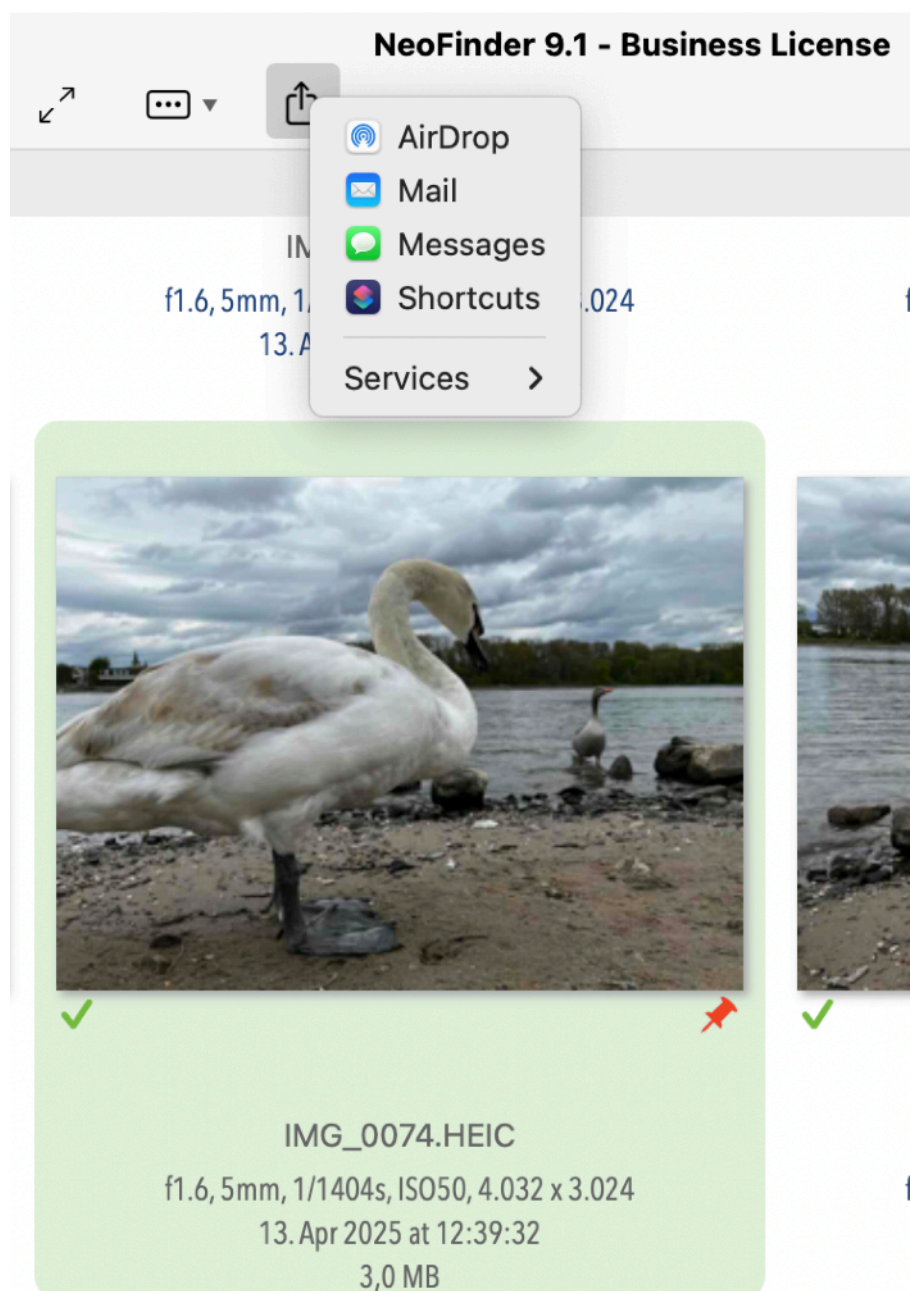 NeoFinder 9.1 - Business License
AirDrop
Mail
Messages
Shortcuts
Services
f1.6, 5mm, 1/
.024
13. A
IMG_0074.HEIC
f1.6, 5mm, 1/1404s, ISO50, 4.032 x 3.024
13. Apr 2025 at 12:39:32
3,0 MB